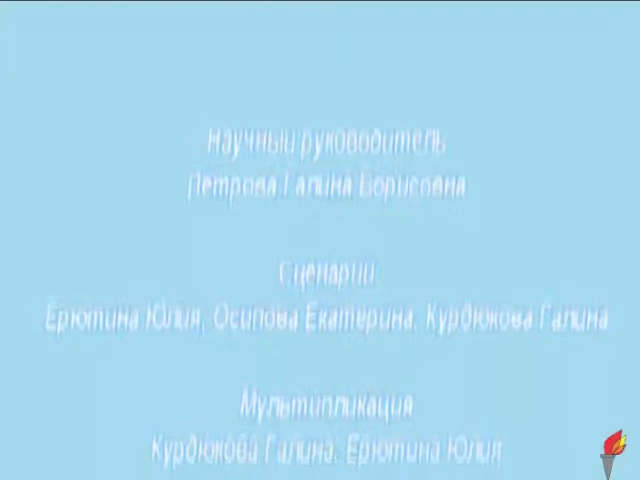 Научный руководитель
Петрова Галина Борисовна
Сценарий
Ерютина Юлия, Осипова Екатерина, Курдюкова Галина
Мультипликация
Курдюкова Галина, Ерютина Юлия